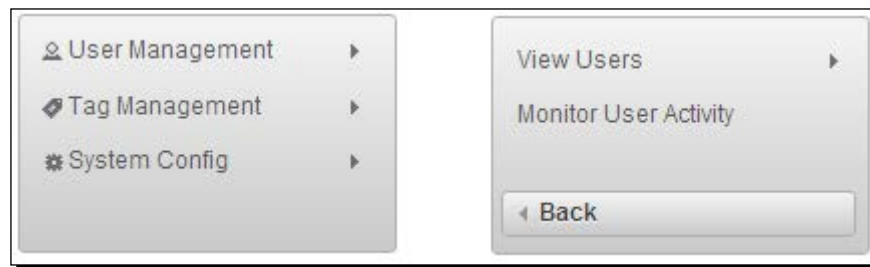 User Management
Tag Management
System Config
View Users
Monitor User Activity
Back